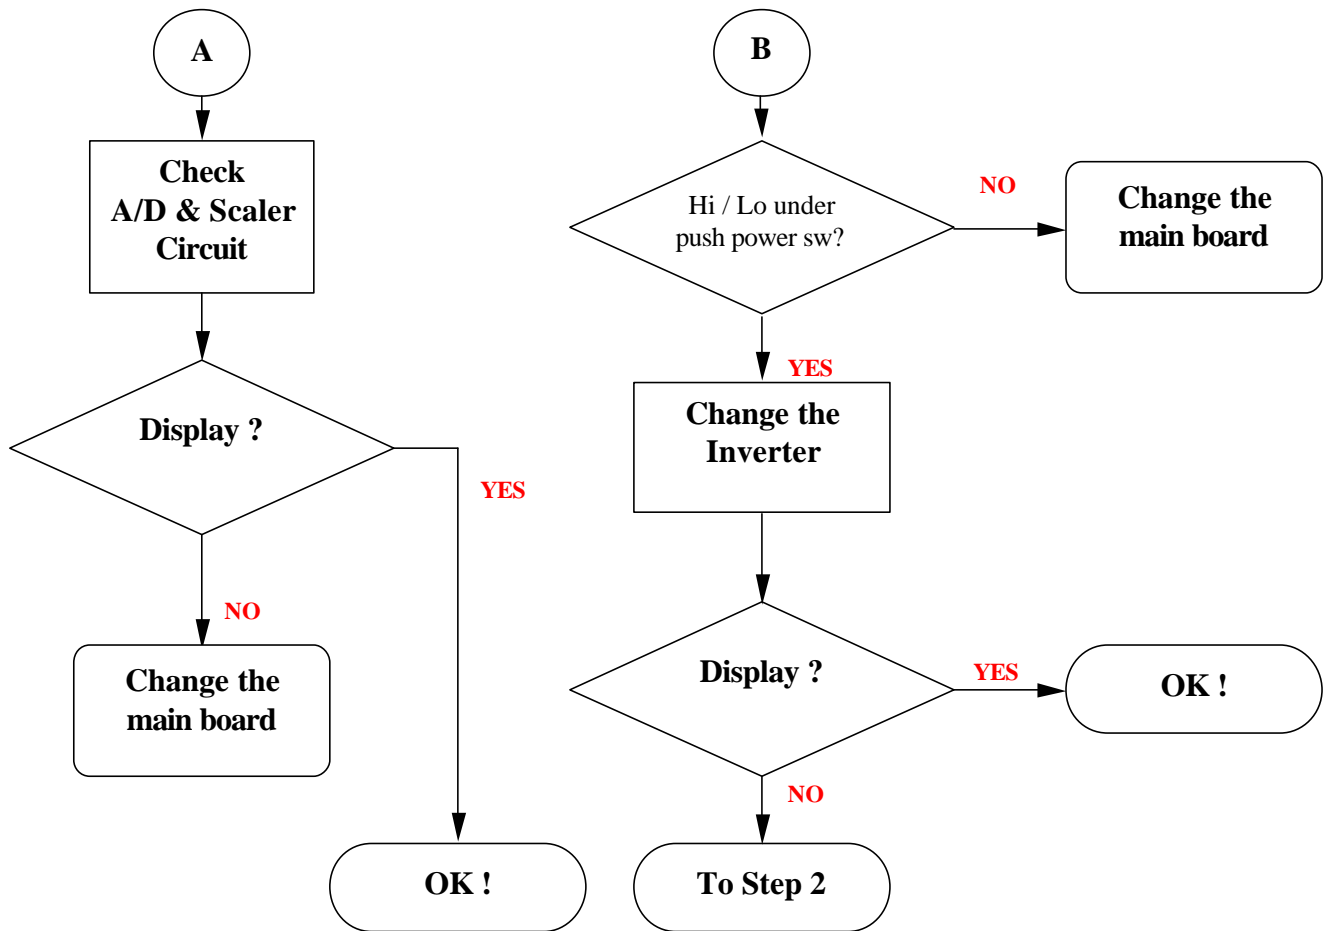 A
Check
A/D & Scaler
Circuit
Display ?
YES
NO
Change the
main board
OK !
B
Hi / Lo under
push power sw?
NO
Change the
main board
YES
Change the
Inverter
Display ?
YES
OK !
NO
To Step 2